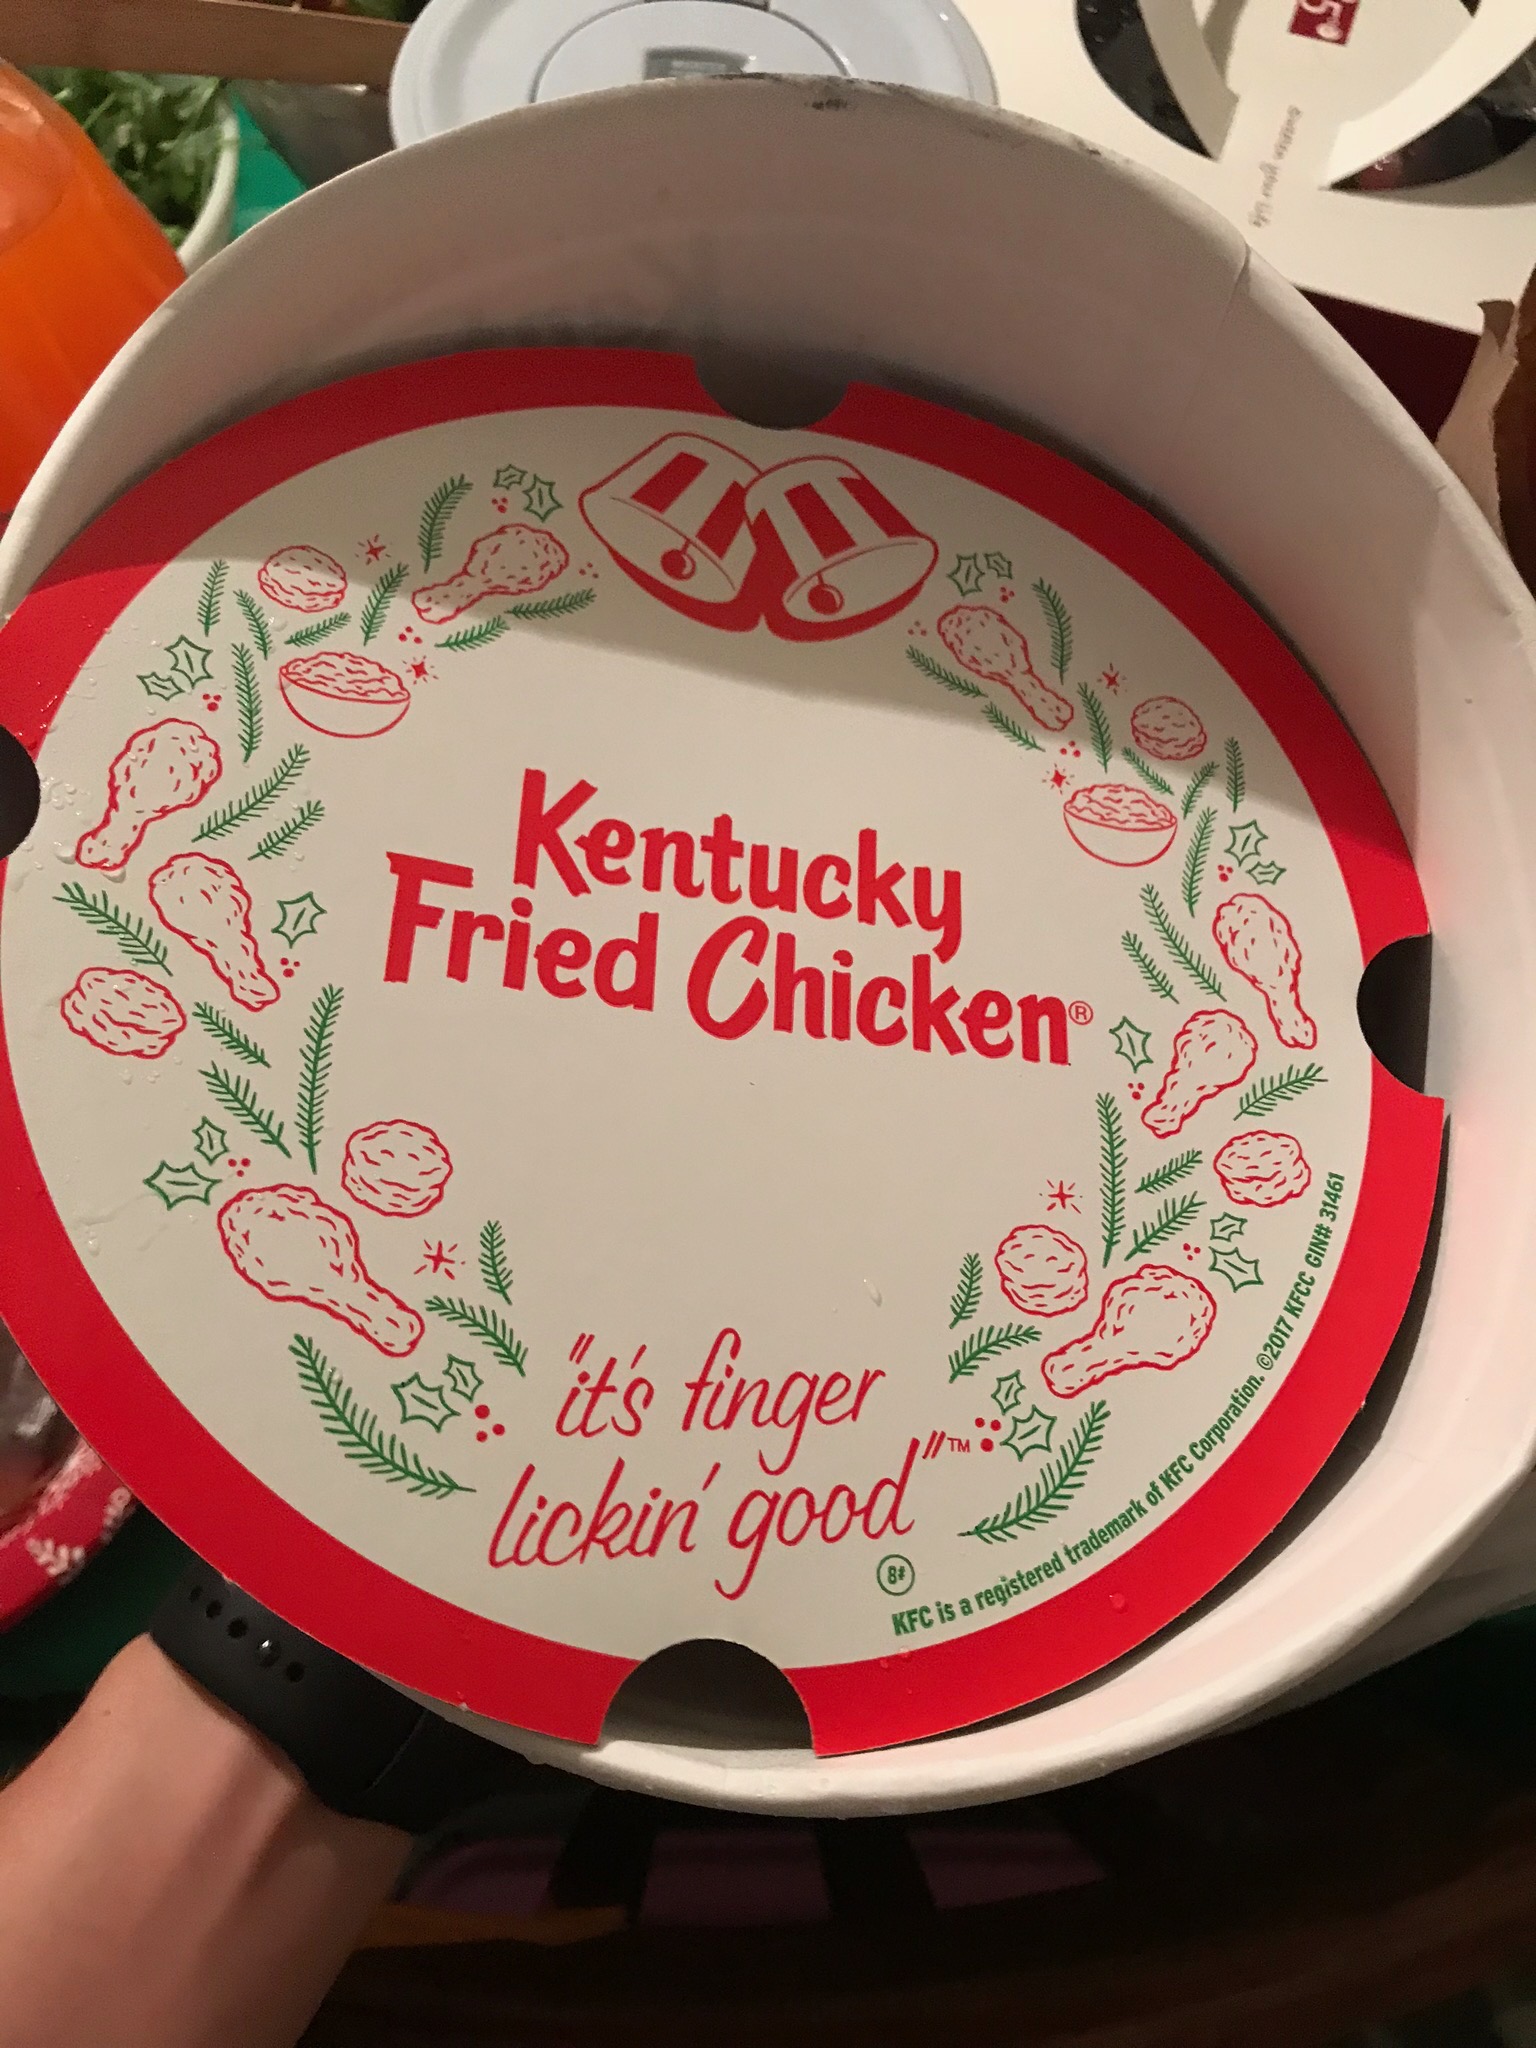 Kentucky
Fried Chicken®
"it's finger
lickin' good"™
8#
KFC is a registered trademark of KFC Corporation. ©2017 KFCC GIN# 31461